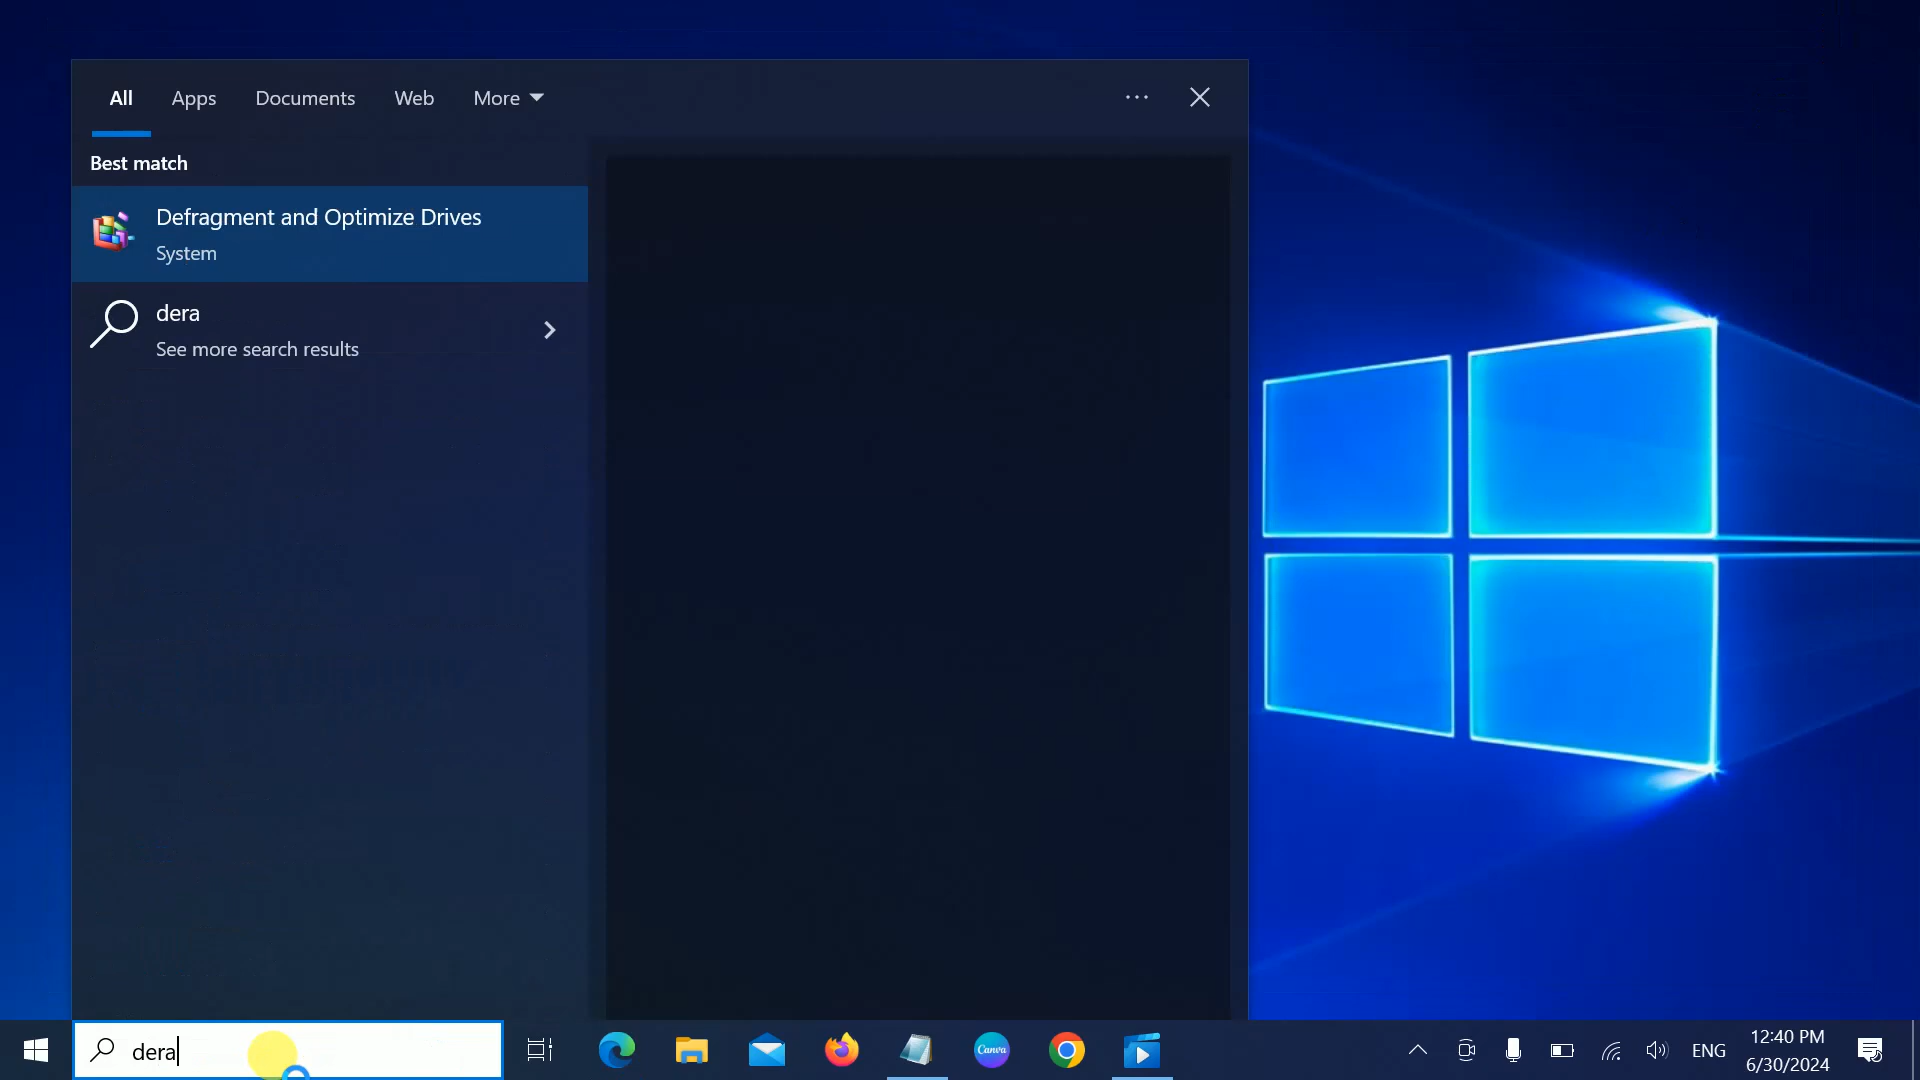 All Apps Documents Web More
Best match
Defragment and Optimize Drives
System
dera
See more search results
dera
Canva
ENG
12:40 PM
6/30/2024